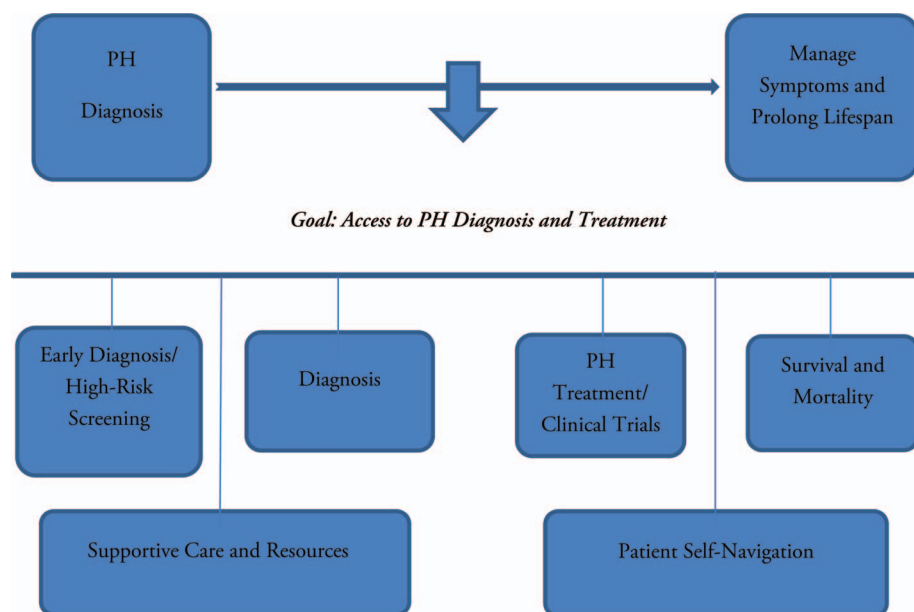 PH
Diagnosis
Manage
Symptoms and
Prolong Lifespan
Goal: Access to PH Diagnosis and Treatment
Early Diagnosis/
High-Risk
Screening
Diagnosis
PH
Treatment/
Clinical Trials
Survival and
Mortality
Supportive Care and Resources
Patient Self-Navigation